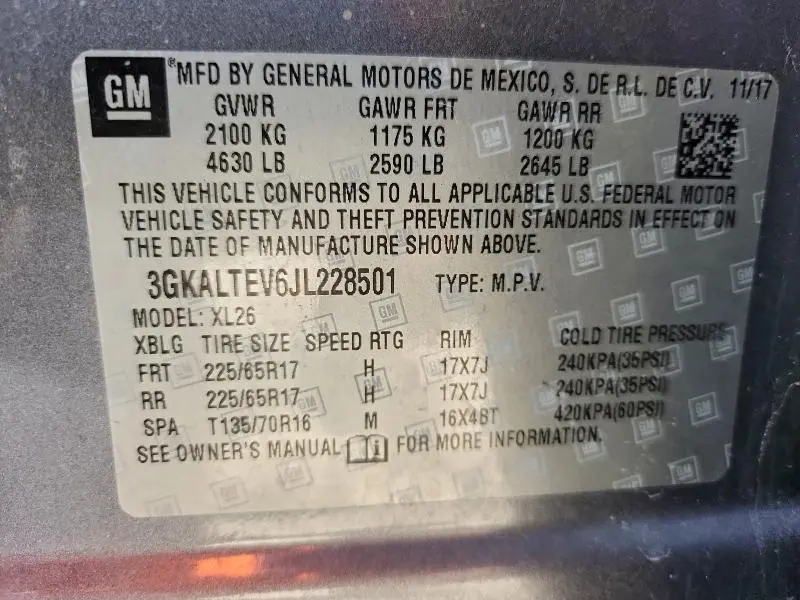 GM ® MFD BY GENERAL MOTORS DE MEXICO, S. DE R.L. DE C.V. 11/17
GVWR GAWR FRT GAWR RR
2100 KG 1175 KG 1200 KG
4630 LB 2590 LB 2645 LB
THIS VEHICLE CONFORMS TO ALL APPLICABLE U.S. FEDERAL MOTOR
VEHICLE SAFETY AND THEFT PREVENTION STANDARDS IN EFFECT ON
THE DATE OF MANUFACTURE SHOWN ABOVE.
3GKALTEV6JL228501 TYPE: M.P.V.
MODEL: XL26
XBLG TIRE SIZE SPEED RTG RIM COLD TIRE PRESSURE
FRT 225/65R17 H 17X7J 240KPA(35PSI)
RR 225/65R17 H 17X7J 240KPA(35PSI)
SPA T135/70R16 M 16X4BT 420KPA(60PSI)
SEE OWNER'S MANUAL FOR MORE INFORMATION.